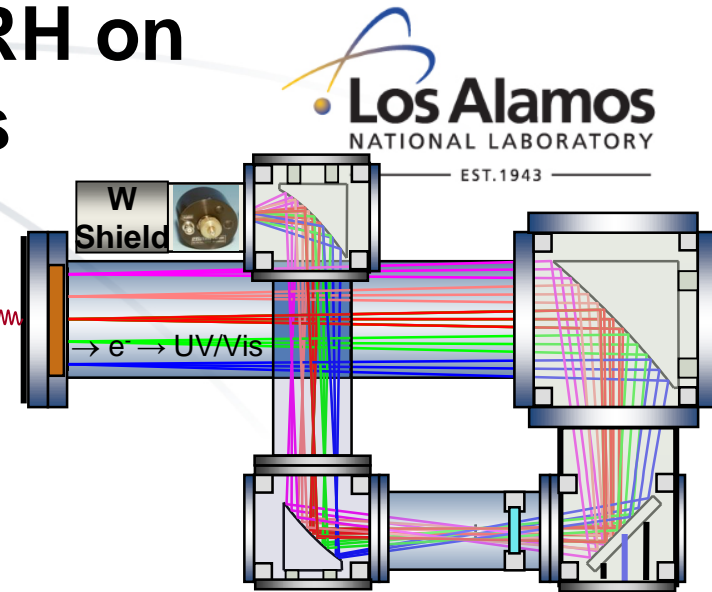 RH on
s
Los Alamos
NATIONAL LABORATORY
EST.1943
W
Shield
→ e⁻ → UV/Vis